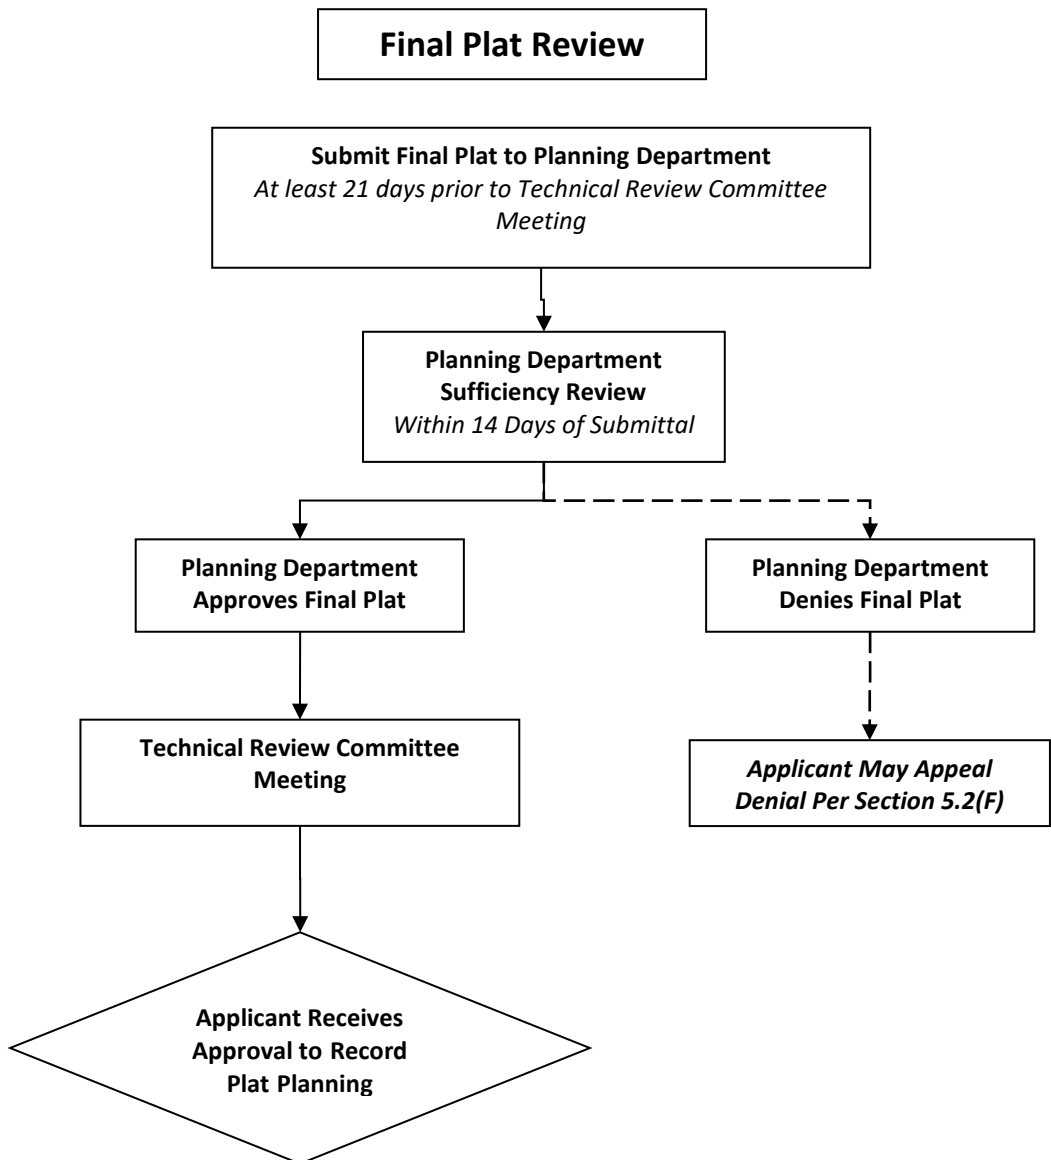 Final Plat Review
Submit Final Plat to Planning Department
At least 21 days prior to Technical Review Committee
Meeting
Planning Department
Sufficiency Review
Within 14 Days of Submittal
Planning Department
Approves Final Plat
Planning Department
Denies Final Plat
Technical Review Committee
Meeting
Applicant May Appeal
Denial Per Section 5.2(F)
Applicant Receives
Approval to Record
Plat Planning